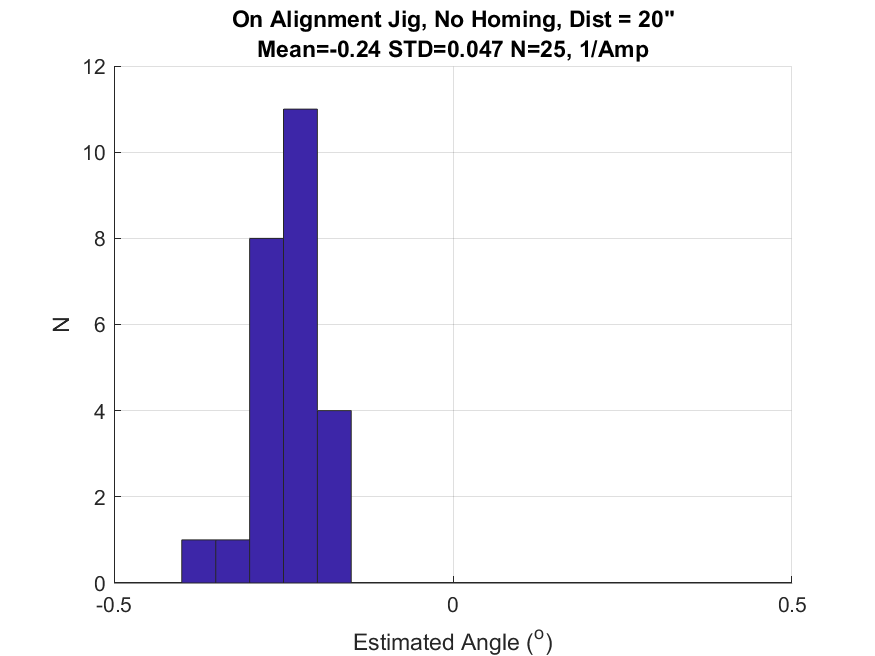 On Alignment Jig, No Homing, Dist = 20"
Mean=-0.24 STD=0.047 N=25, 1/Amp
12
10
8
6
4
2
0
N
-0.5
0
0.5
Estimated Angle (o)